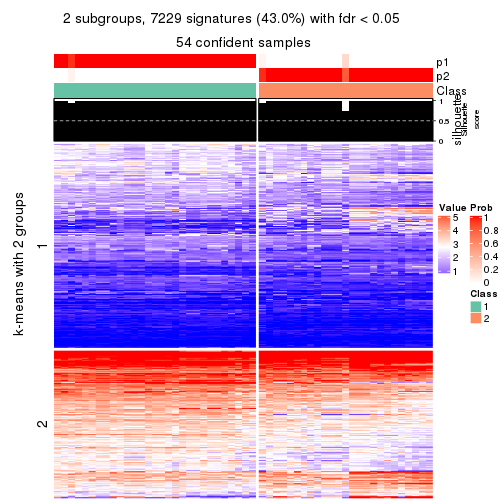 2 subgroups, 7229 signatures (43.0%) with fdr < 0.05
54 confident samples
p1
p2
Class
1
0.5
0
silhouette
Silhouette
score
k-means with 2 groups
1
2
Value
5
4
3
2
1
Prob
1
0.8
0.6
0.4
0.2
0
Class
1
2